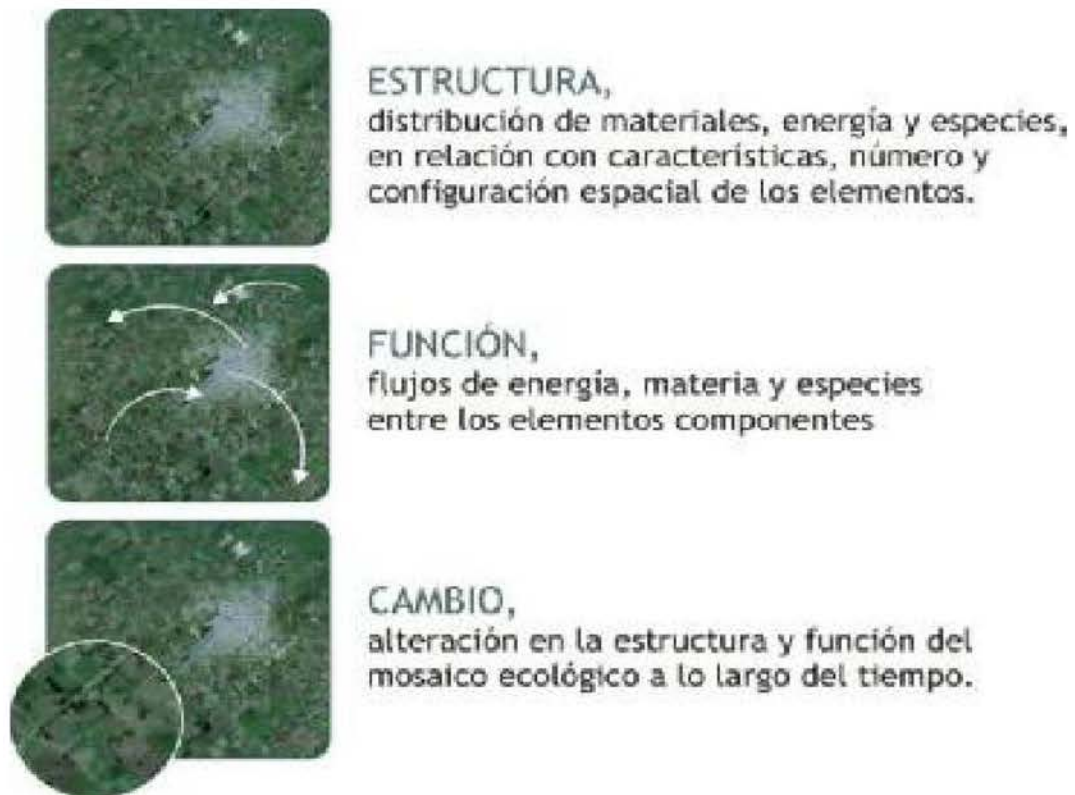 ESTRUCTURA,
distribución de materiales, energía y especies,
en relación con características, número y
configuración espacial de los elementos.
FUNCIÓN,
flujos de energía, materia y especies
entre los elementos componentes
CAMBIO,
alteración en la estructura y función del
mosaico ecológico a lo largo del tiempo.